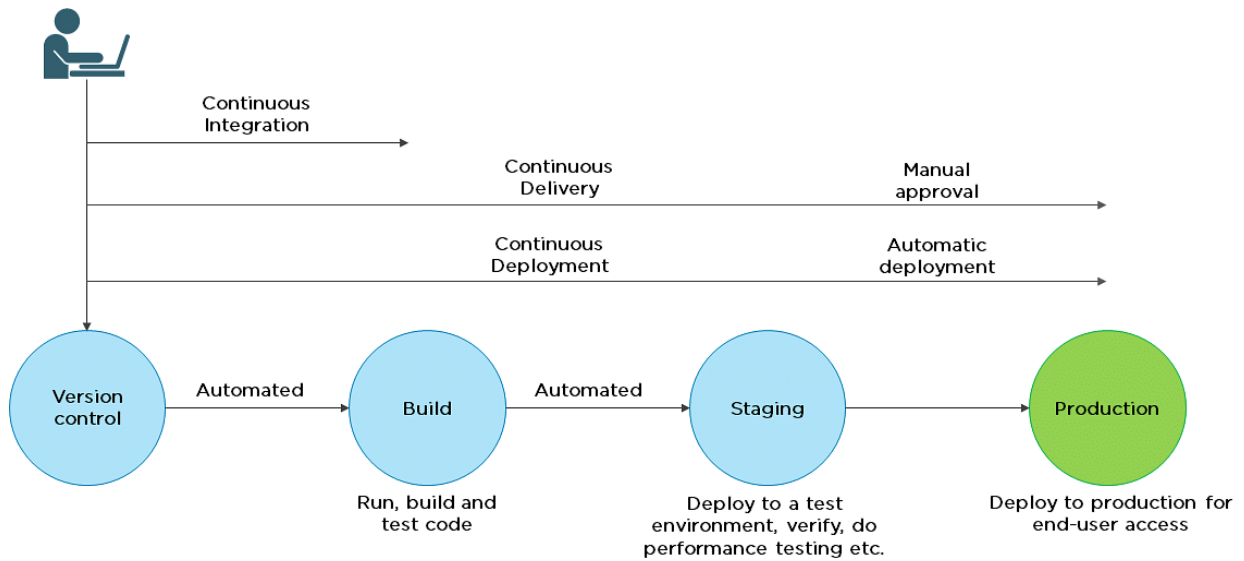 Continuous
Integration
Continuous
Delivery
Manual
approval
Continuous
Deployment
Automatic
deployment
Version
control
Automated
Build
Automated
Staging
Production
Run, build and
test code
Deploy to a test
environment, verify, do
performance testing etc.
Deploy to production for
end-user access